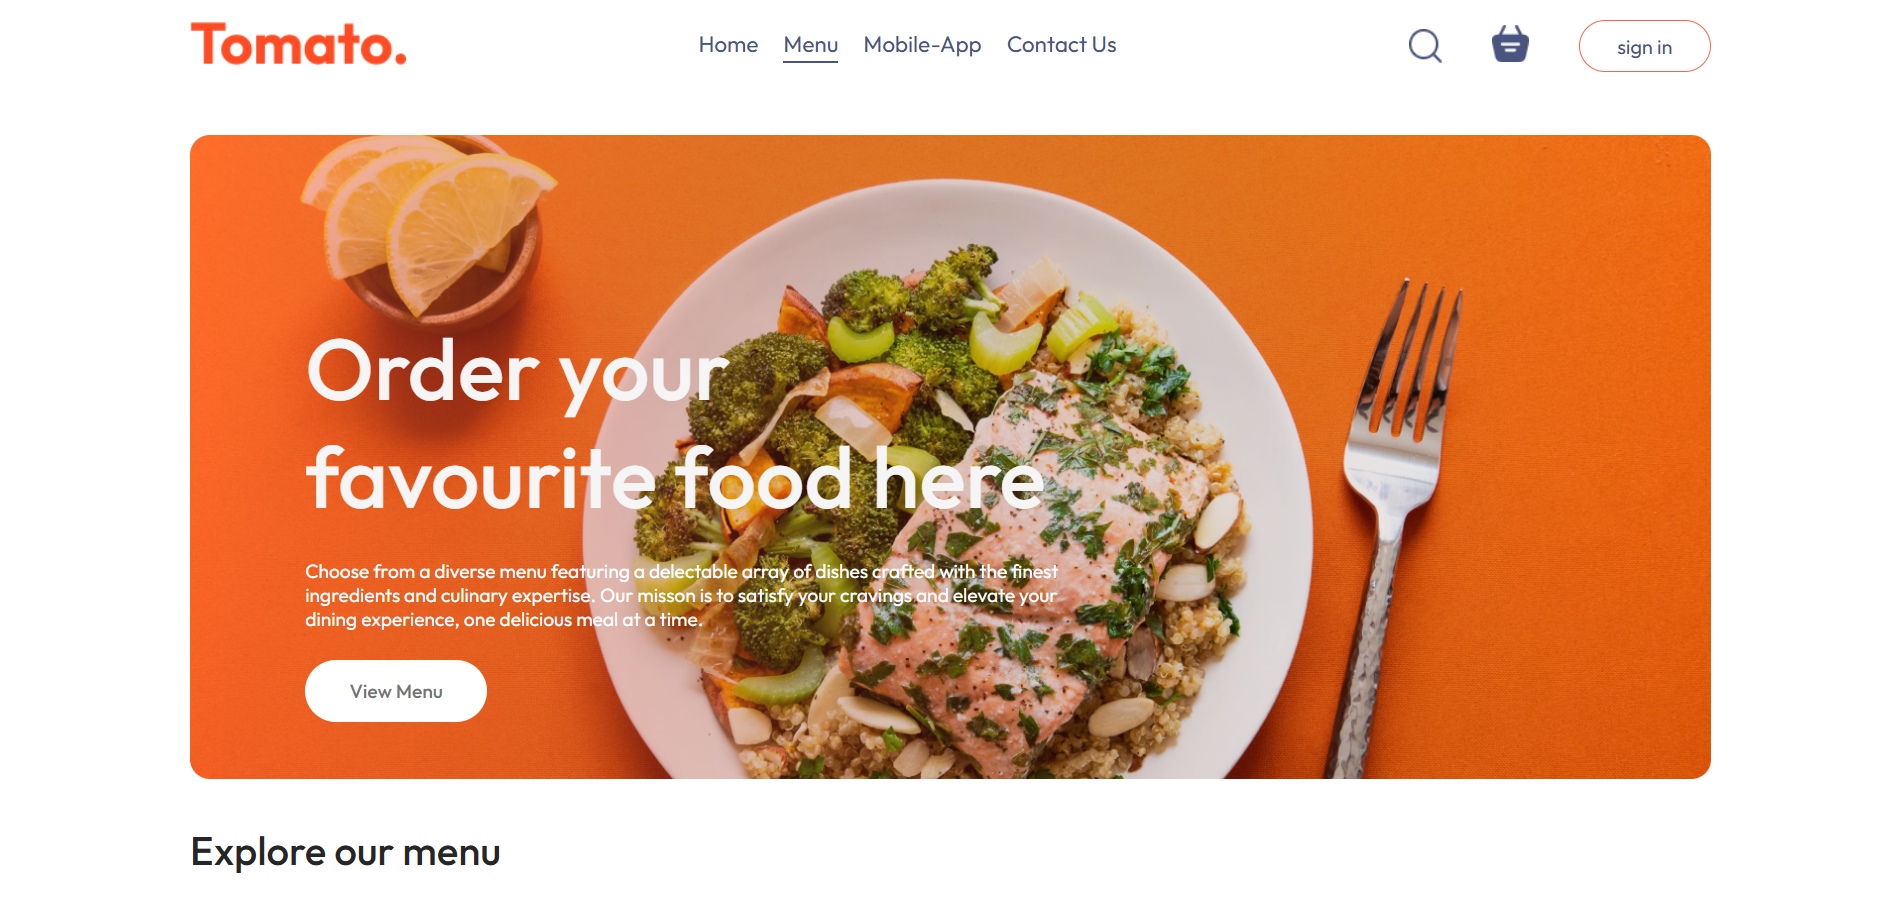 Tomato.
Home Menu Mobile-App Contact Us
sign in
Order your
favourite food here
Choose from a diverse menu featuring a delectable array of dishes crafted with the finest
ingredients and culinary expertise. Our misson is to satisfy your cravings and elevate your
dining experience, one delicious meal at a time.
View Menu
Explore our menu